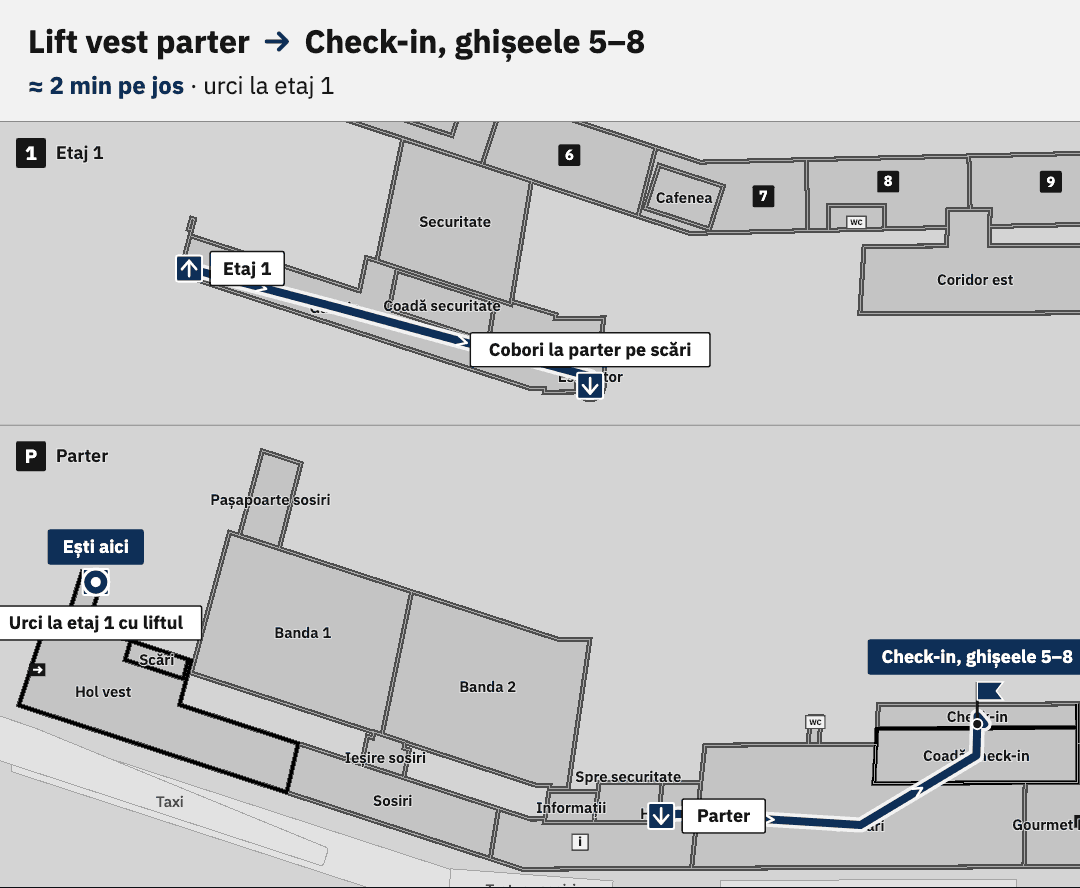 Lift vest parter → Check-in, ghișeele 5–8
≈ 2 min pe jos · urci la etaj 1
1 Etaj 1
6
7
8
9
Cafenea
WC
Securitate
Coridor est
Etaj 1
Coadă securitate
Cobori la parter pe scări
P Parter
Pașapoarte sosiri
Ești aici
Urci la etaj 1 cu liftul
Scări
Hol vest
Banda 1
Banda 2
Check-in, ghișeele 5–8
WC
Ieșire sosiri
Spre securitate
Sosiri
Informații
i
Parter
Taxi
Gourmet